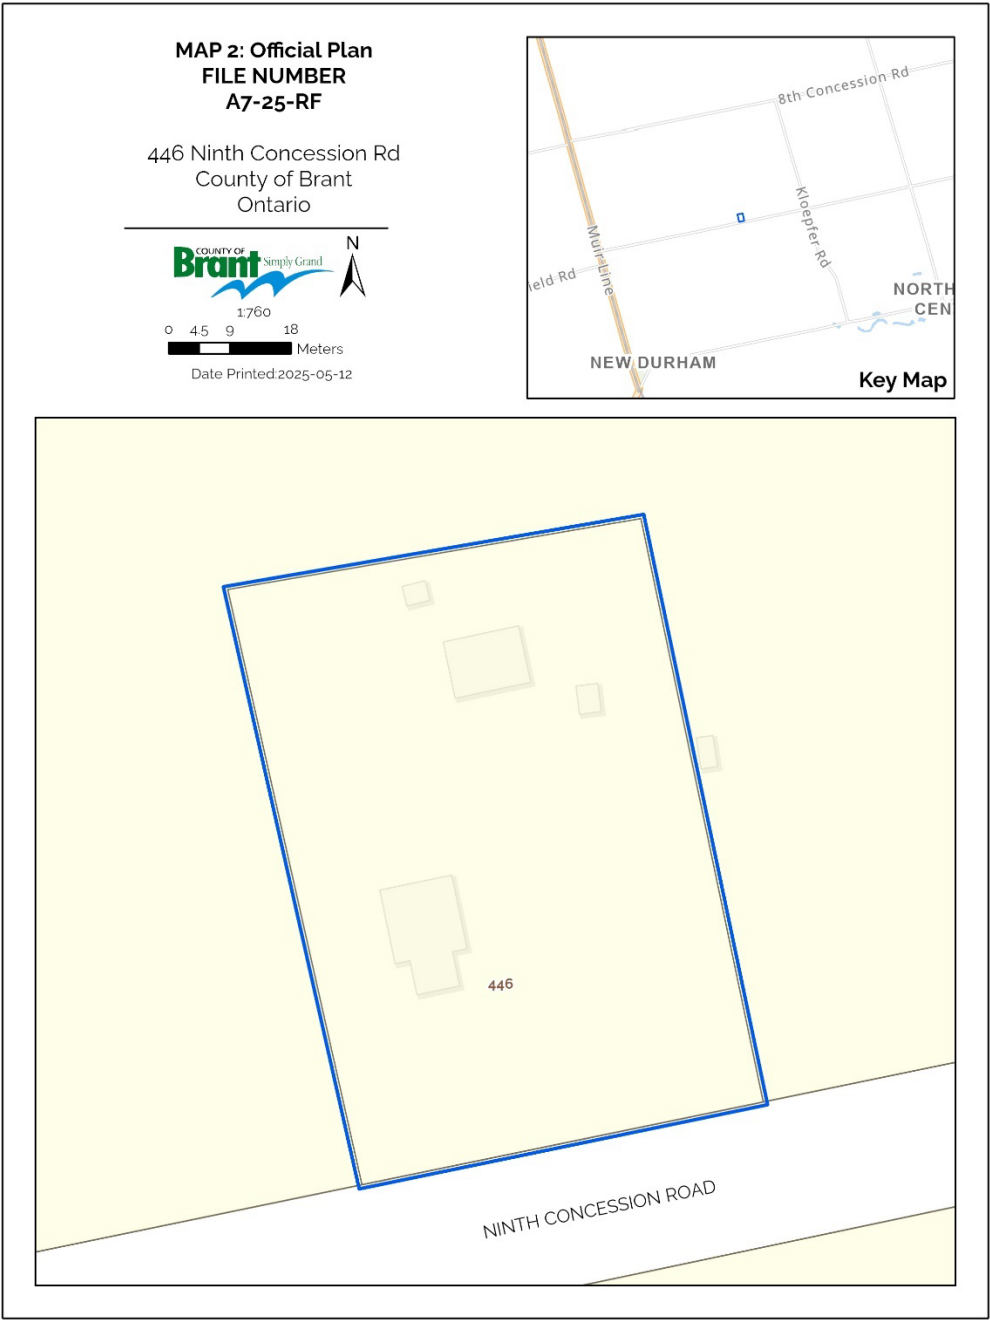 MAP 2: Official Plan
FILE NUMBER
A7-25-RF
446 Ninth Concession Rd
County of Brant
Ontario
COUNTY OF
Brant Simply Grand
N
1:760
0 4.5 9 18
Meters
Date Printed:2025-05-12
8th Concession Rd
Kloepfer Rd
Muir Line
ield Rd
NORTH
CEN
NEW DURHAM
Key Map
446
NINTH CONCESSION ROAD